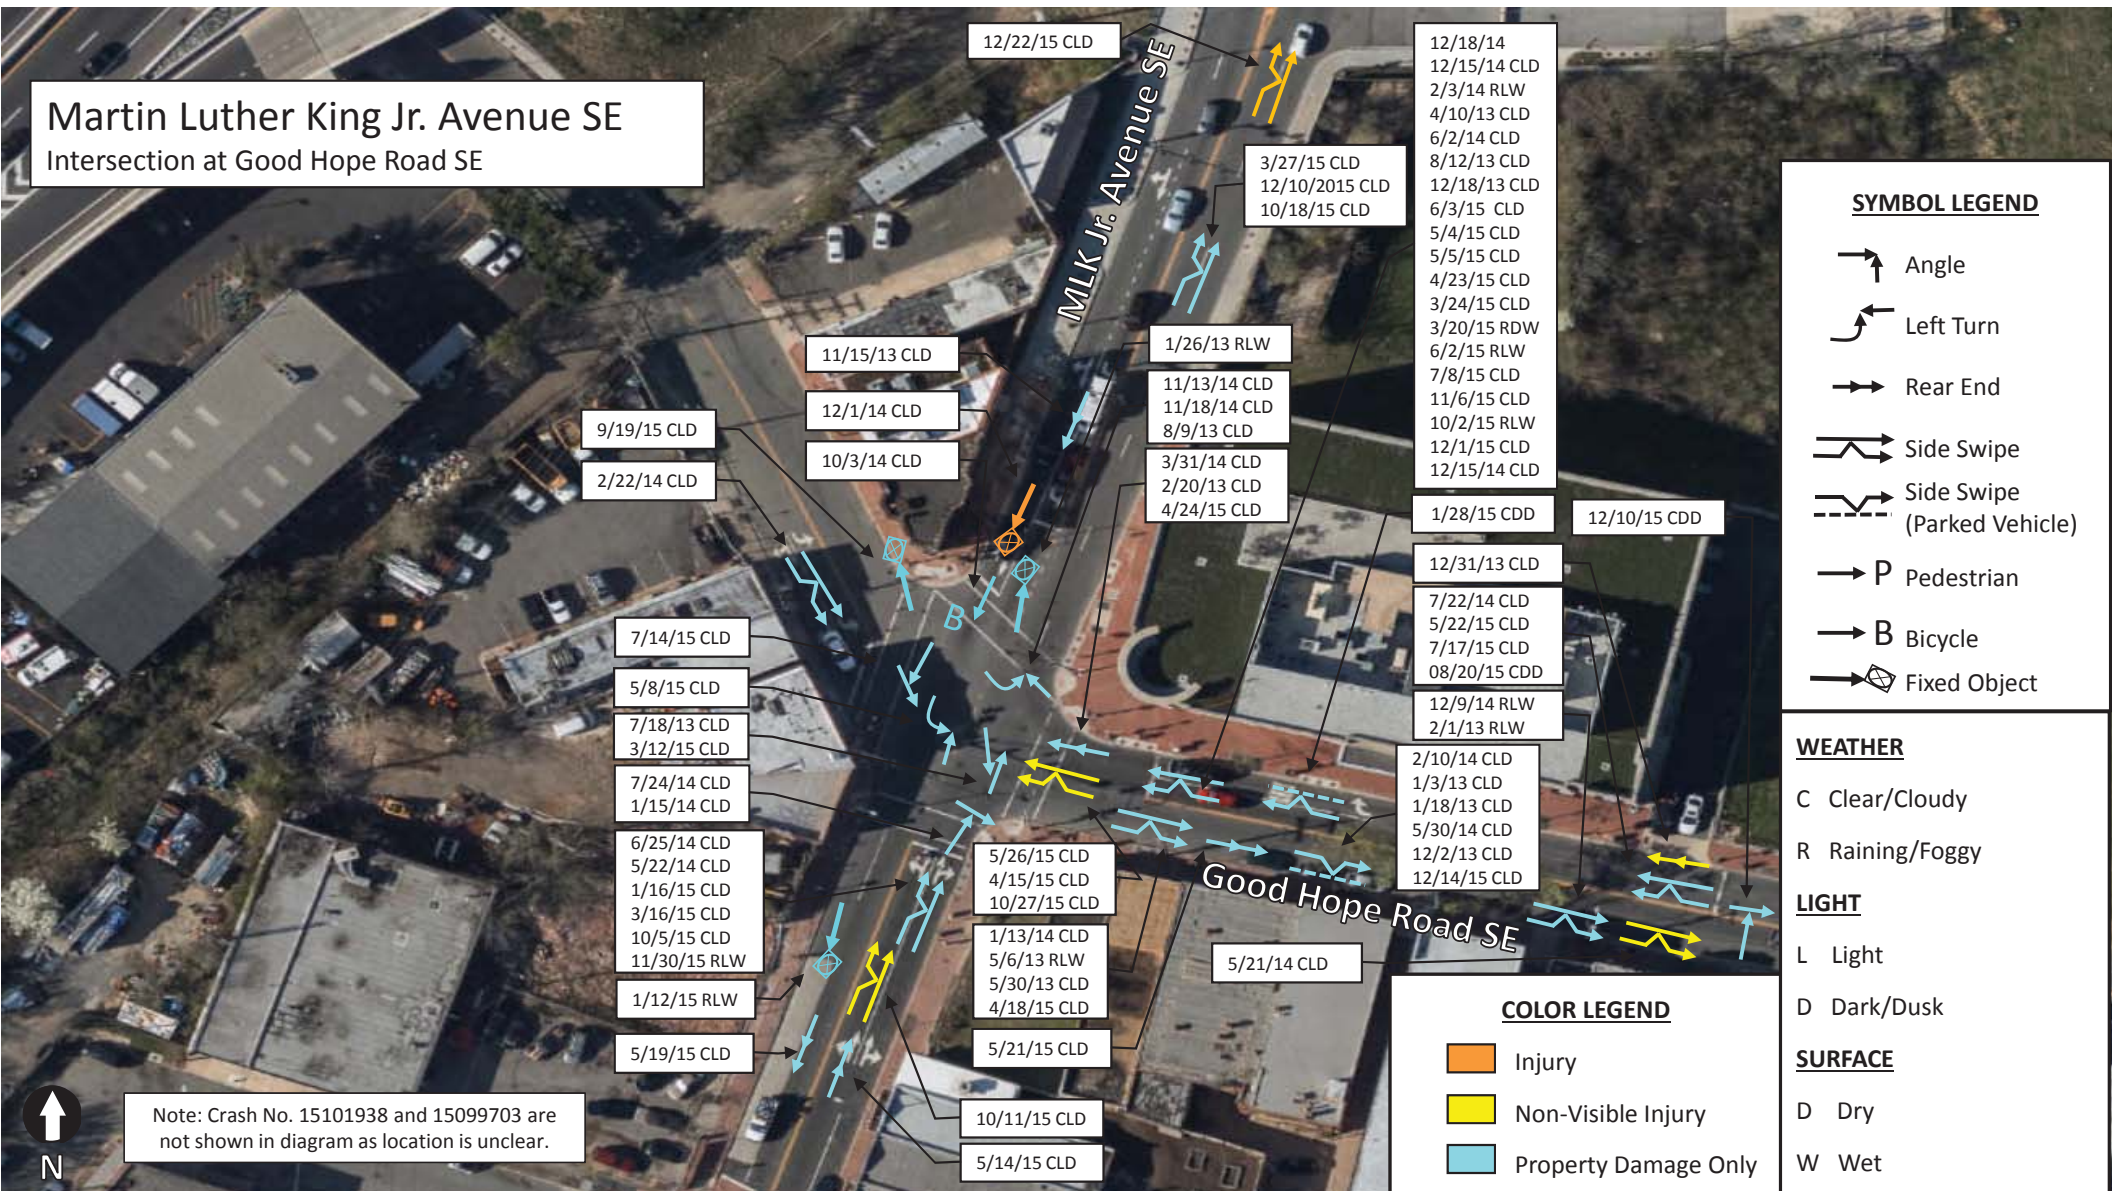 Martin Luther King Jr. Avenue SE
Intersection at Good Hope Road SE
12/22/15 CLD
MLK Jr. Avenue SE
3/27/15 CLD
12/10/2015 CLD
10/18/15 CLD
12/18/14
12/15/14 CLD
2/3/14 RLW
4/10/13 CLD
6/2/14 CLD
8/12/13 CLD
12/18/13 CLD
6/3/15 CLD
5/4/15 CLD
5/5/15 CLD
4/23/15 CLD
3/24/15 CLD
3/20/15 RDW
6/2/15 RLW
7/8/15 CLD
11/6/15 CLD
10/2/15 RLW
12/1/15 CLD
12/15/14 CLD
11/15/13 CLD
12/1/14 CLD
10/3/14 CLD
1/26/13 RLW
11/13/14 CLD
11/18/14 CLD
8/9/13 CLD
3/31/14 CLD
2/20/13 CLD
4/24/15 CLD
9/19/15 CLD
2/22/14 CLD
1/28/15 CDD
12/10/15 CDD
12/31/13 CLD
7/22/14 CLD
5/22/15 CLD
7/17/15 CLD
08/20/15 CDD
12/9/14 RLW
2/1/13 RLW
2/10/14 CLD
1/3/13 CLD
1/18/13 CLD
5/30/14 CLD
12/2/13 CLD
12/14/15 CLD
B
7/14/15 CLD
5/8/15 CLD
7/18/13 CLD
3/12/15 CLD
7/24/14 CLD
1/15/14 CLD
6/25/14 CLD
5/22/14 CLD
1/16/15 CLD
3/16/15 CLD
10/5/15 CLD
11/30/15 RLW
1/12/15 RLW
5/19/15 CLD
5/26/15 CLD
4/15/15 CLD
10/27/15 CLD
1/13/14 CLD
5/6/13 RLW
5/30/13 CLD
4/18/15 CLD
5/21/15 CLD
Good Hope Road SE
5/21/14 CLD
10/11/15 CLD
5/14/15 CLD
N
Note: Crash No. 15101938 and 15099703 are
not shown in diagram as location is unclear.
SYMBOL LEGEND
Angle
Left Turn
Rear End
Side Swipe
Side Swipe
(Parked Vehicle)
P Pedestrian
B Bicycle
Fixed Object
WEATHER
C Clear/Cloudy
R Raining/Foggy
LIGHT
L Light
D Dark/Dusk
SURFACE
D Dry
W Wet
COLOR LEGEND
Injury
Non-Visible Injury
Property Damage Only